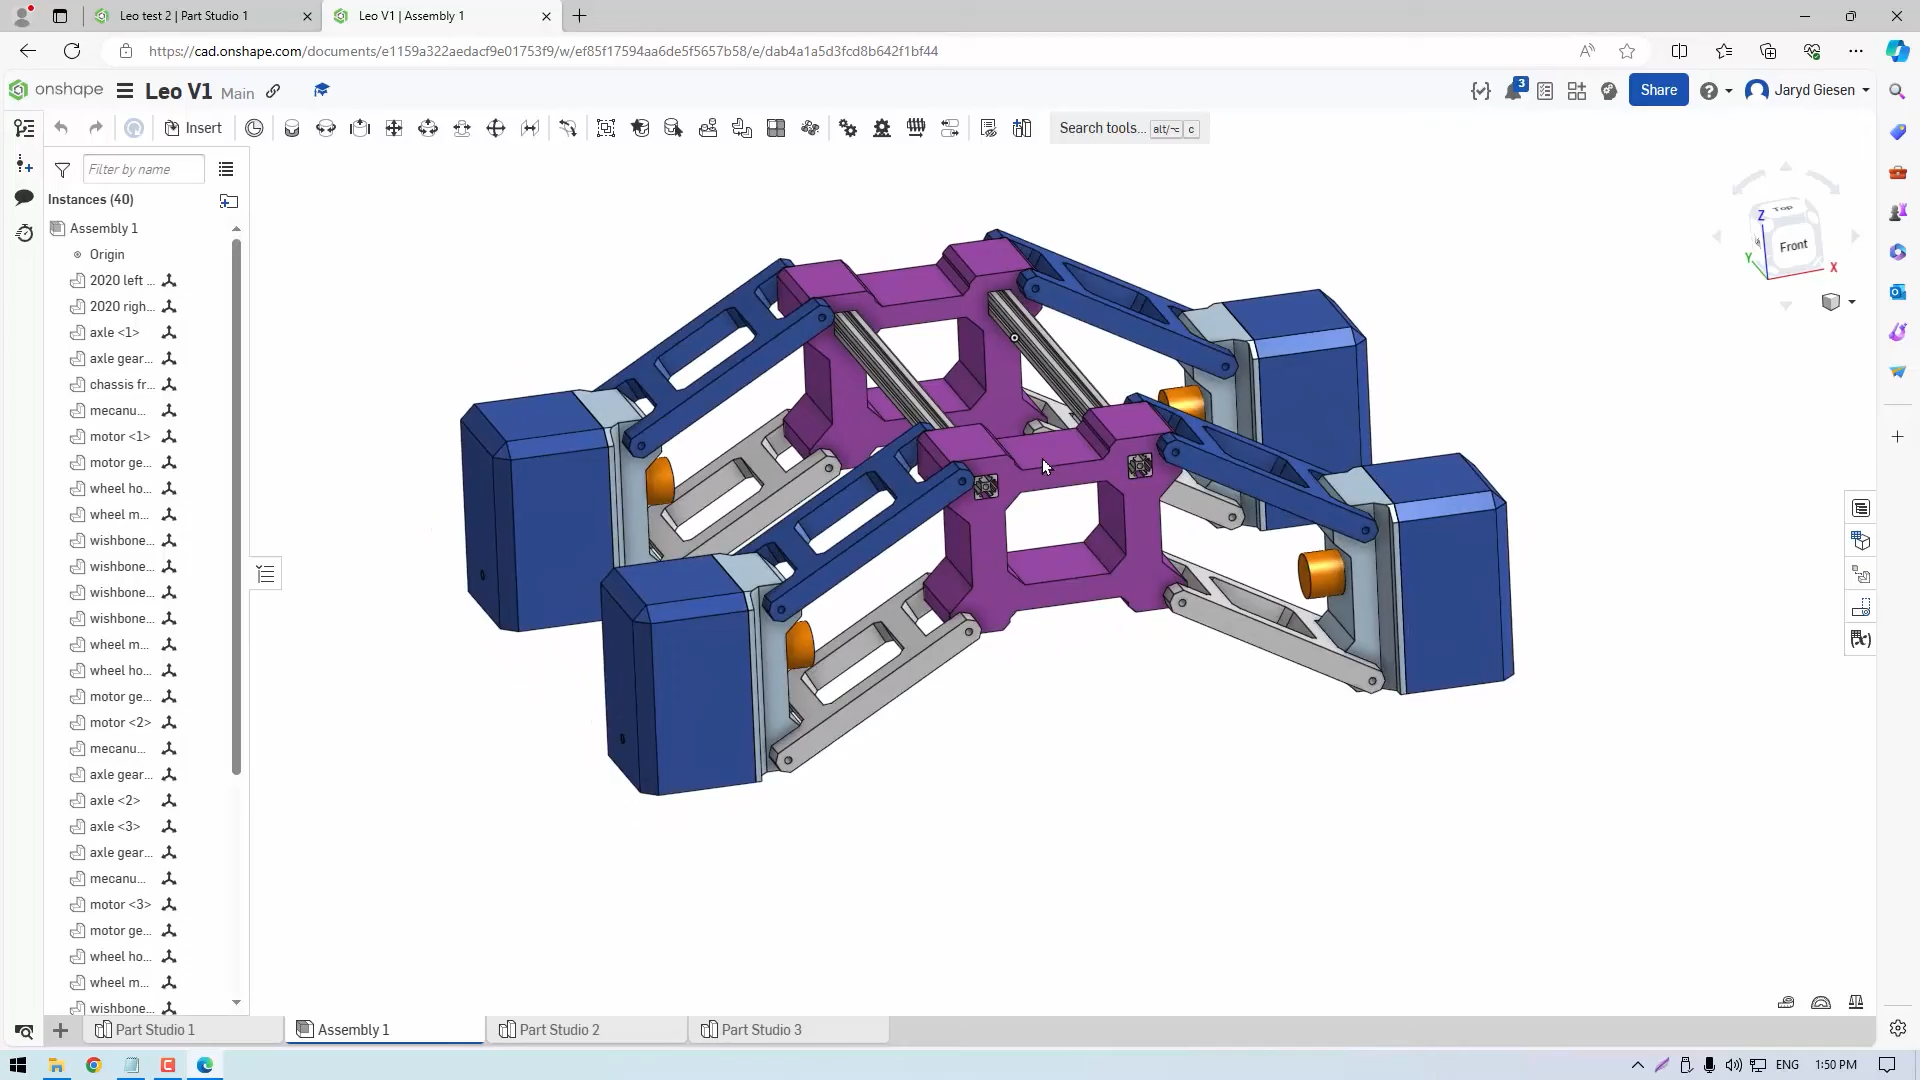 Leo test 2 | Part Studio 1
Leo V1 | Assembly 1
https://cad.onshape.com/documents/e1159a322aedacf9e01753f9/w/ef85f17594aa6de5f5657b58/e/dab4a1a5d3fcd8b642f1bf44
onshape
Leo V1 Main
3
Share
Jaryd Giesen
Insert
Search tools... alt/⌥ c
Filter by name
Instances (40)
Assembly 1
Origin
2020 left ...
2020 righ...
axle <1>
axle gear...
chassis fr...
mecanu...
motor <1>
motor ge...
wheel ho...
wheel m...
wishbone...
wishbone...
wishbone...
wishbone...
wheel m...
wheel ho...
motor ge...
motor <2>
mecanu...
axle gear...
axle <2>
axle <3>
axle gear...
mecanu...
motor <3>
motor ge...
wheel ho...
wheel m...
wishbone...
Top
Z
Front
Y
X
Part Studio 1
Assembly 1
Part Studio 2
Part Studio 3
ENG
1:50 PM